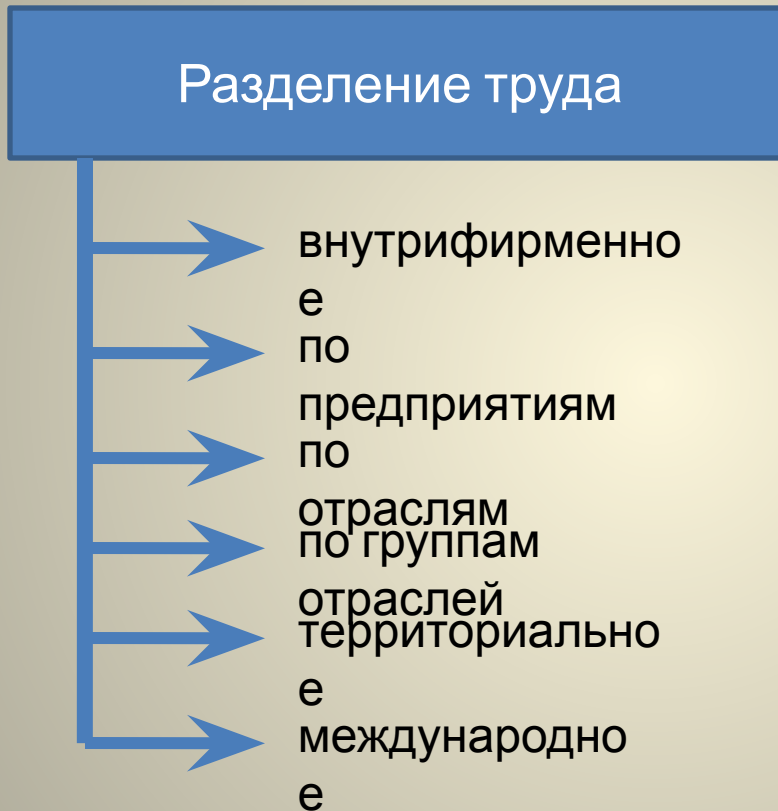 Разделение труда
внутрифирменно
е
по
предприятиям
по
отраслям
по группам
отраслей
территориально
е
международно
е